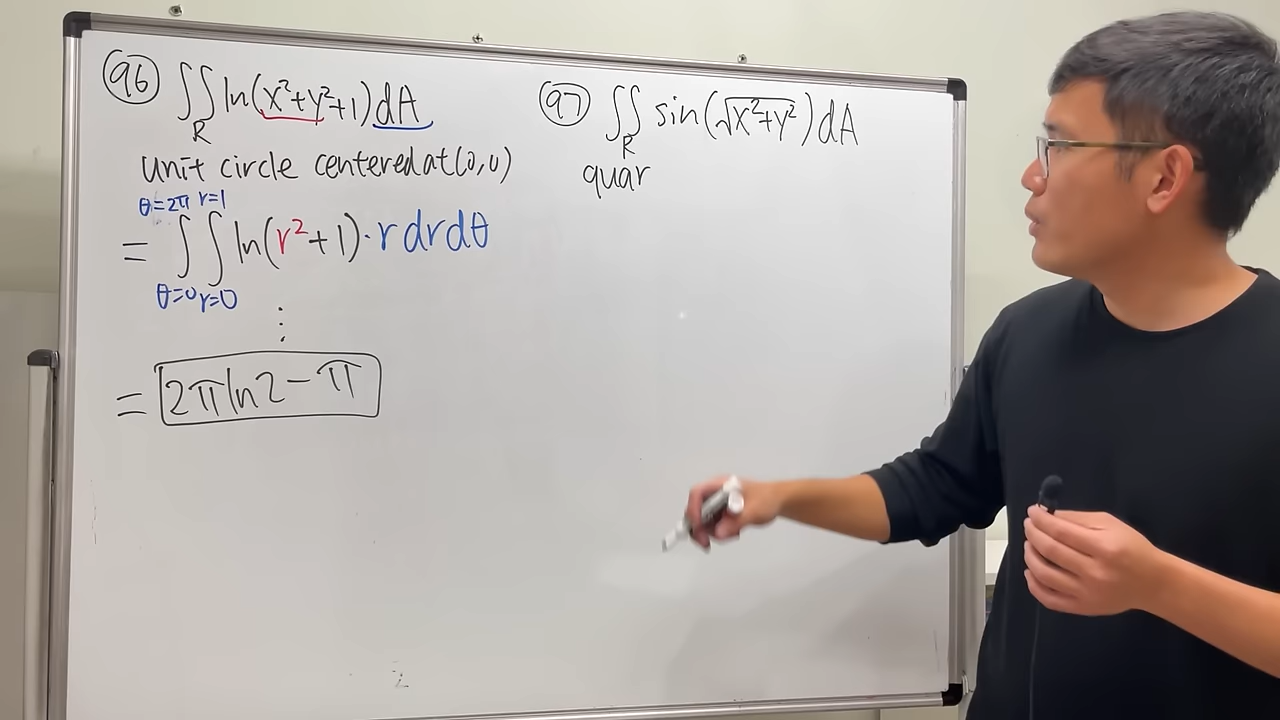 96 ∬_R ln(x²+y²+1) dA
unit circle centered at (0,0)
θ=2π r=1
= ∫∫ ln(r²+1)·r dr dθ
θ=0 r=0
⋮
= 2π ln2 − π
97 ∬_R sin(√x²+y²) dA
quar